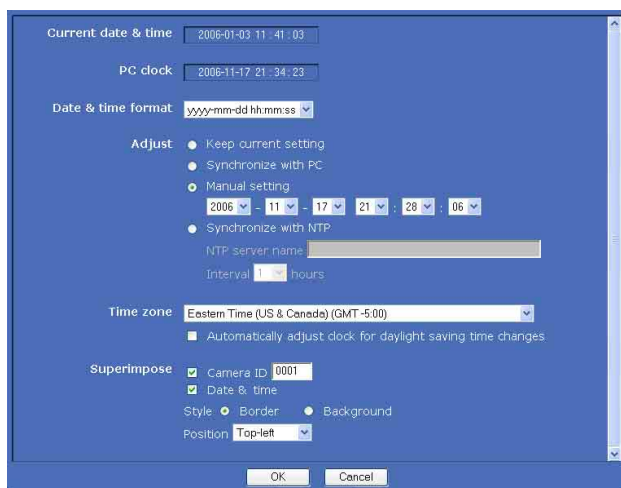 Current date & time 2006-01-03 11 : 41 : 03
PC clock 2006-11-17 21 : 34 : 23
Date & time format yyyy-mm-dd hh:mm:ss
Adjust Keep current setting
Synchronize with PC
Manual setting
2006 - 11 - 17 21 : 28 : 06
Synchronize with NTP
NTP server name
Interval 1 hours
Time zone Eastern Time (US & Canada) (GMT -5:00)
Automatically adjust clock for daylight saving time changes
Superimpose Camera ID 0001
Date & time
Style Border Background
Position Top-left
OK Cancel